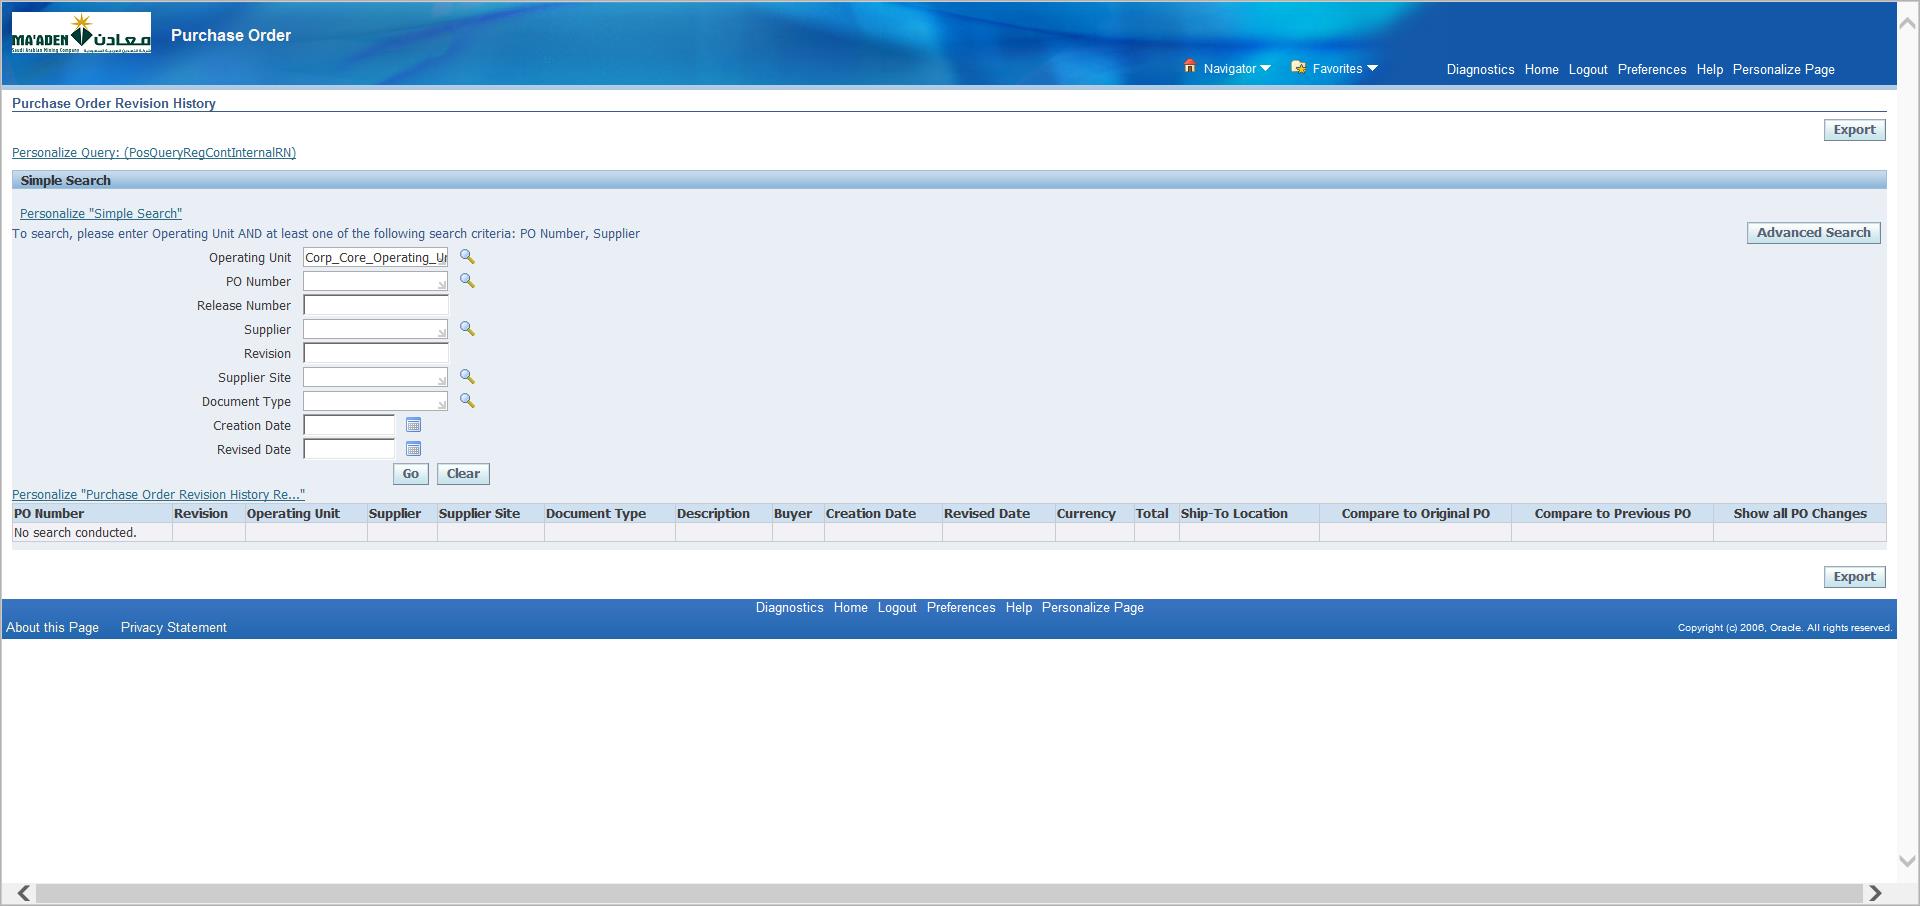 MA'ADEN معادن
Saudi Arabian Mining Company
Purchase Order
Navigator Favorites Diagnostics Home Logout Preferences Help Personalize Page
Purchase Order Revision History
Export
Personalize Query: (PosQueryRegContInternalRN)
Simple Search
Personalize "Simple Search"
To search, please enter Operating Unit AND at least one of the following search criteria: PO Number, Supplier
Advanced Search
Operating Unit Corp_Core_Operating_Ur
PO Number
Release Number
Supplier
Revision
Supplier Site
Document Type
Creation Date
Revised Date
Go Clear
Personalize "Purchase Order Revision History Re..."
PO Number Revision Operating Unit Supplier Supplier Site Document Type Description Buyer Creation Date Revised Date Currency Total Ship-To Location Compare to Original PO Compare to Previous PO Show all PO Changes
No search conducted.
Export
Diagnostics Home Logout Preferences Help Personalize Page
About this Page Privacy Statement
Copyright (c) 2006, Oracle. All rights reserved.